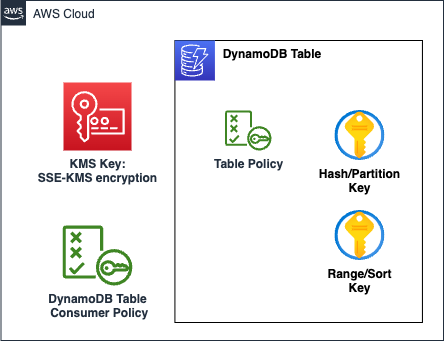 aws
AWS Cloud
DynamoDB Table
KMS Key:
SSE-KMS encryption
Table Policy
Hash/Partition
Key
DynamoDB Table
Consumer Policy
Range/Sort
Key